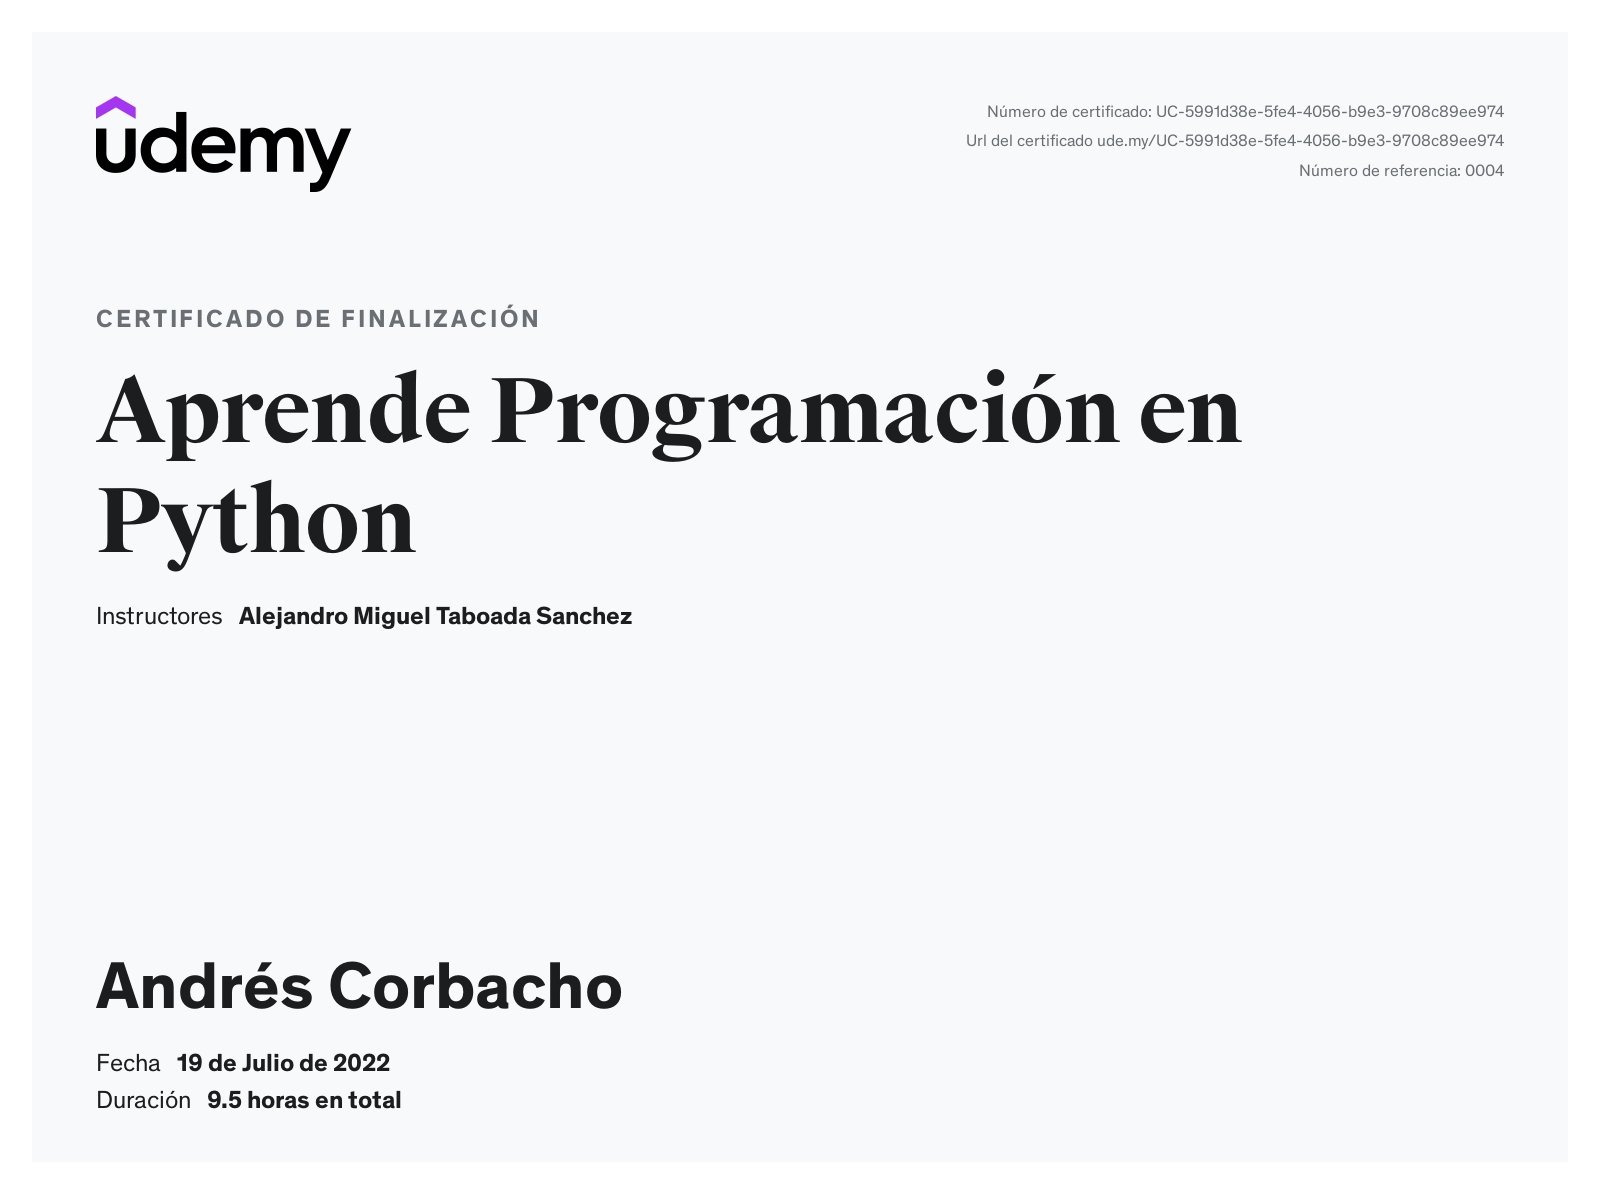 udemy
Número de certificado: UC-5991d38e-5fe4-4056-b9e3-9708c89ee974
Url del certificado ude.my/UC-5991d38e-5fe4-4056-b9e3-9708c89ee974
Número de referencia: 0004
CERTIFICADO DE FINALIZACIÓN
Aprende Programación en
Python
Instructores Alejandro Miguel Taboada Sanchez
Andrés Corbacho
Fecha 19 de Julio de 2022
Duración 9.5 horas en total